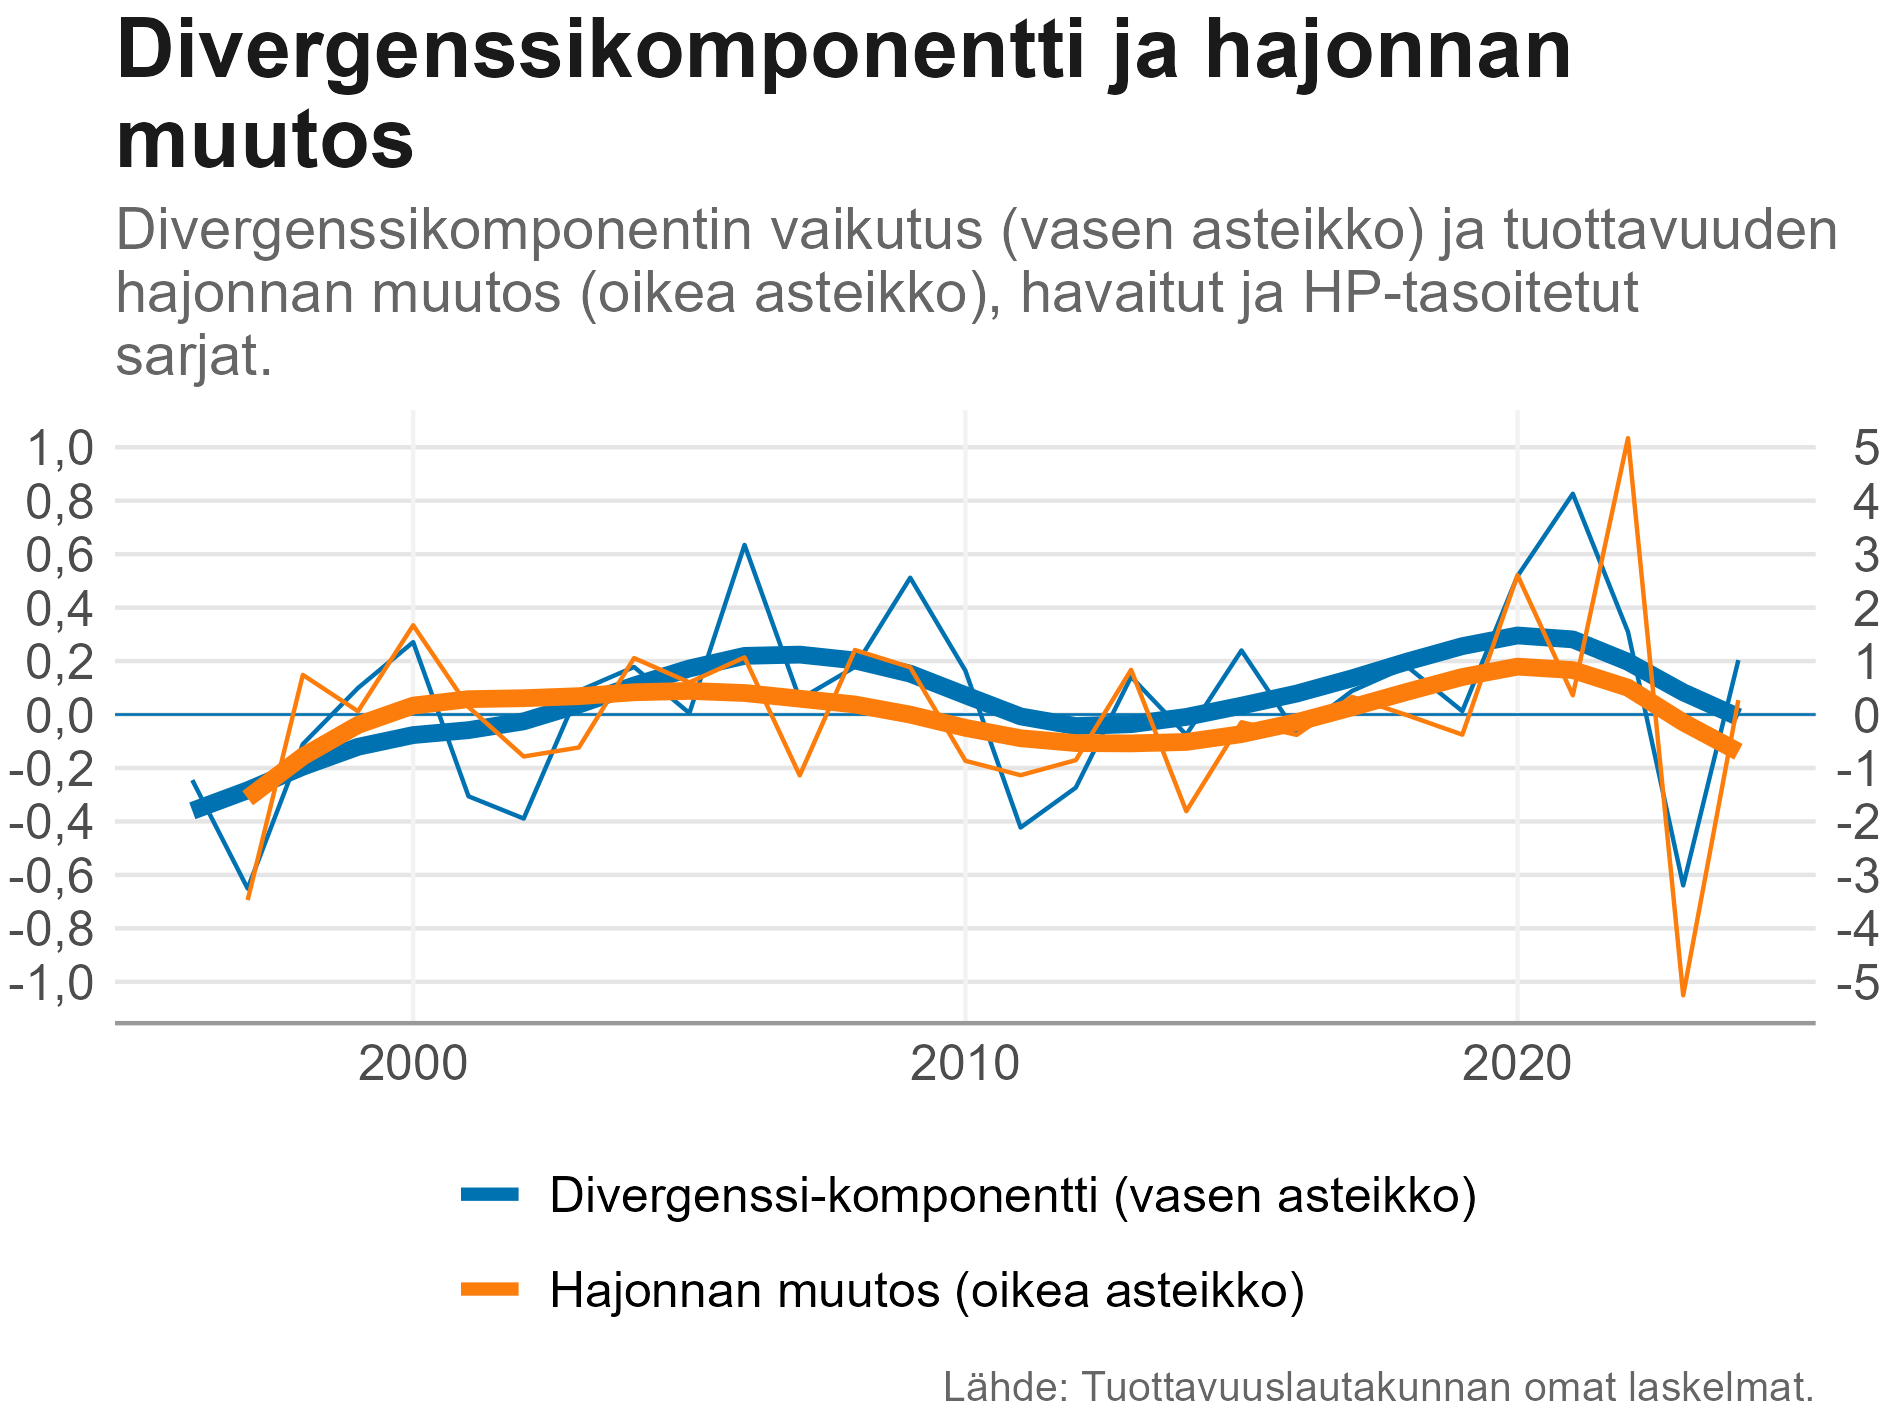 Divergenssikomponentti ja hajonnan
muutos
Divergenssikomponentin vaikutus (vasen asteikko) ja tuottavuuden
hajonnan muutos (oikea asteikko), havaitut ja HP-tasoitetut
sarjat.
1,0 5
0,8 4
0,6 3
0,4 2
0,2 1
0,0 0
-0,2 -1
-0,4 -2
-0,6 -3
-0,8 -4
-1,0 -5
2000 2010 2020
Divergenssi-komponentti (vasen asteikko)
Hajonnan muutos (oikea asteikko)
Lähde: Tuottavuuslautakunnan omat laskelmat.